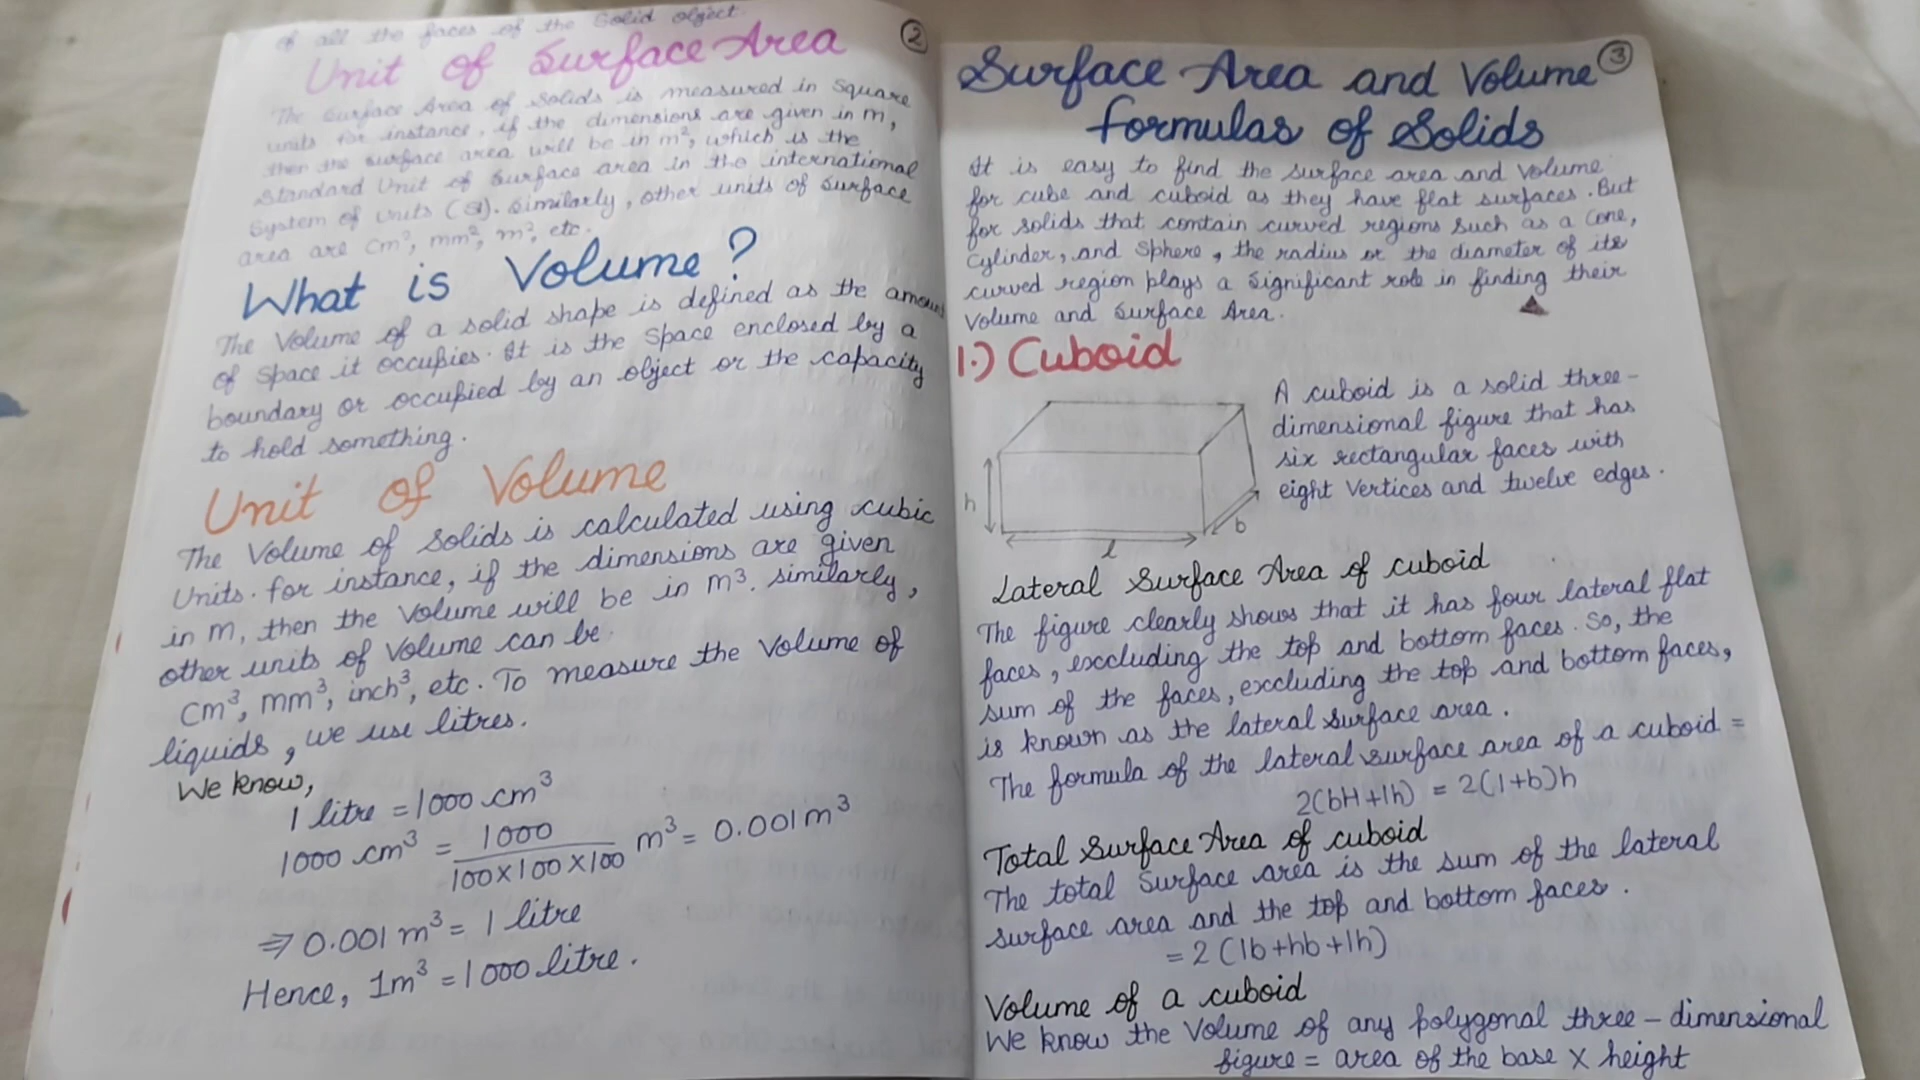 of all the faces of the Solid object.
Unit of Surface Area
②
The Surface Area of Solids is measured in Square
units for instance, if the dimensions are given in m,
then the surface area will be in m², which is the
Standard Unit of Surface area in the international
System of Units (SI). Similarly, other units of Surface
area are cm², mm², m², etc.
What is Volume?
The Volume of a solid shape is defined as the amount
of Space it occupies. It is the Space enclosed by a
boundary or occupied by an object or the capacity
to hold something.
Unit of Volume
The Volume of Solids is calculated using cubic
Units. for instance, if the dimensions are given
in m, then the Volume will be in m³. similarly,
other units of Volume can be
cm³, mm³, inch³, etc. To measure the Volume of
liquids, we use litres.
We know,
1 litre = 1000 cm³
1000 cm³ = 1000/100×100×100 m³ = 0.001 m³
⇒ 0.001 m³ = 1 litre
Hence, 1m³ = 1000 litre.
③
Surface Area and Volume
formulas of Solids
It is easy to find the surface area and Volume
for cube and cuboid as they have flat surfaces. But
for solids that contain curved regions such as a Cone,
Cylinder, and Sphere, the radius or the diameter of its
curved region plays a significant role in finding their
Volume and Surface Area.
1.) Cuboid
A cuboid is a solid three-
dimensional figure that has
six rectangular faces with
eight Vertices and twelve edges.
h
l
b
Lateral Surface Area of cuboid
The figure clearly shows that it has four lateral flat
faces, exccluding the top and bottom faces. So, the
sum of the faces, exccluding the top and bottom faces,
is known as the lateral surface area.
The formula of the lateral surface area of a cuboid =
2(bH+lh) = 2(l+b)h
Total Surface Area of cuboid
The total Surface area is the sum of the lateral
surface area and the top and bottom faces.
= 2 (lb+hb+lh)
Volume of a cuboid
We know the Volume of any polygonal three-dimensional
figure = area of the base × height